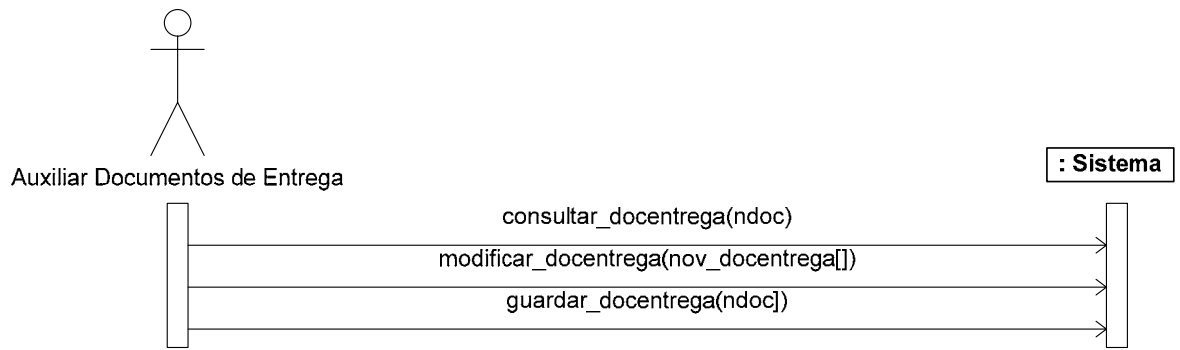 Auxiliar Documentos de Entrega
: Sistema
consultar_docentrega(ndoc)
modificar_docentrega(nov_docentrega[])
guardar_docentrega(ndoc])